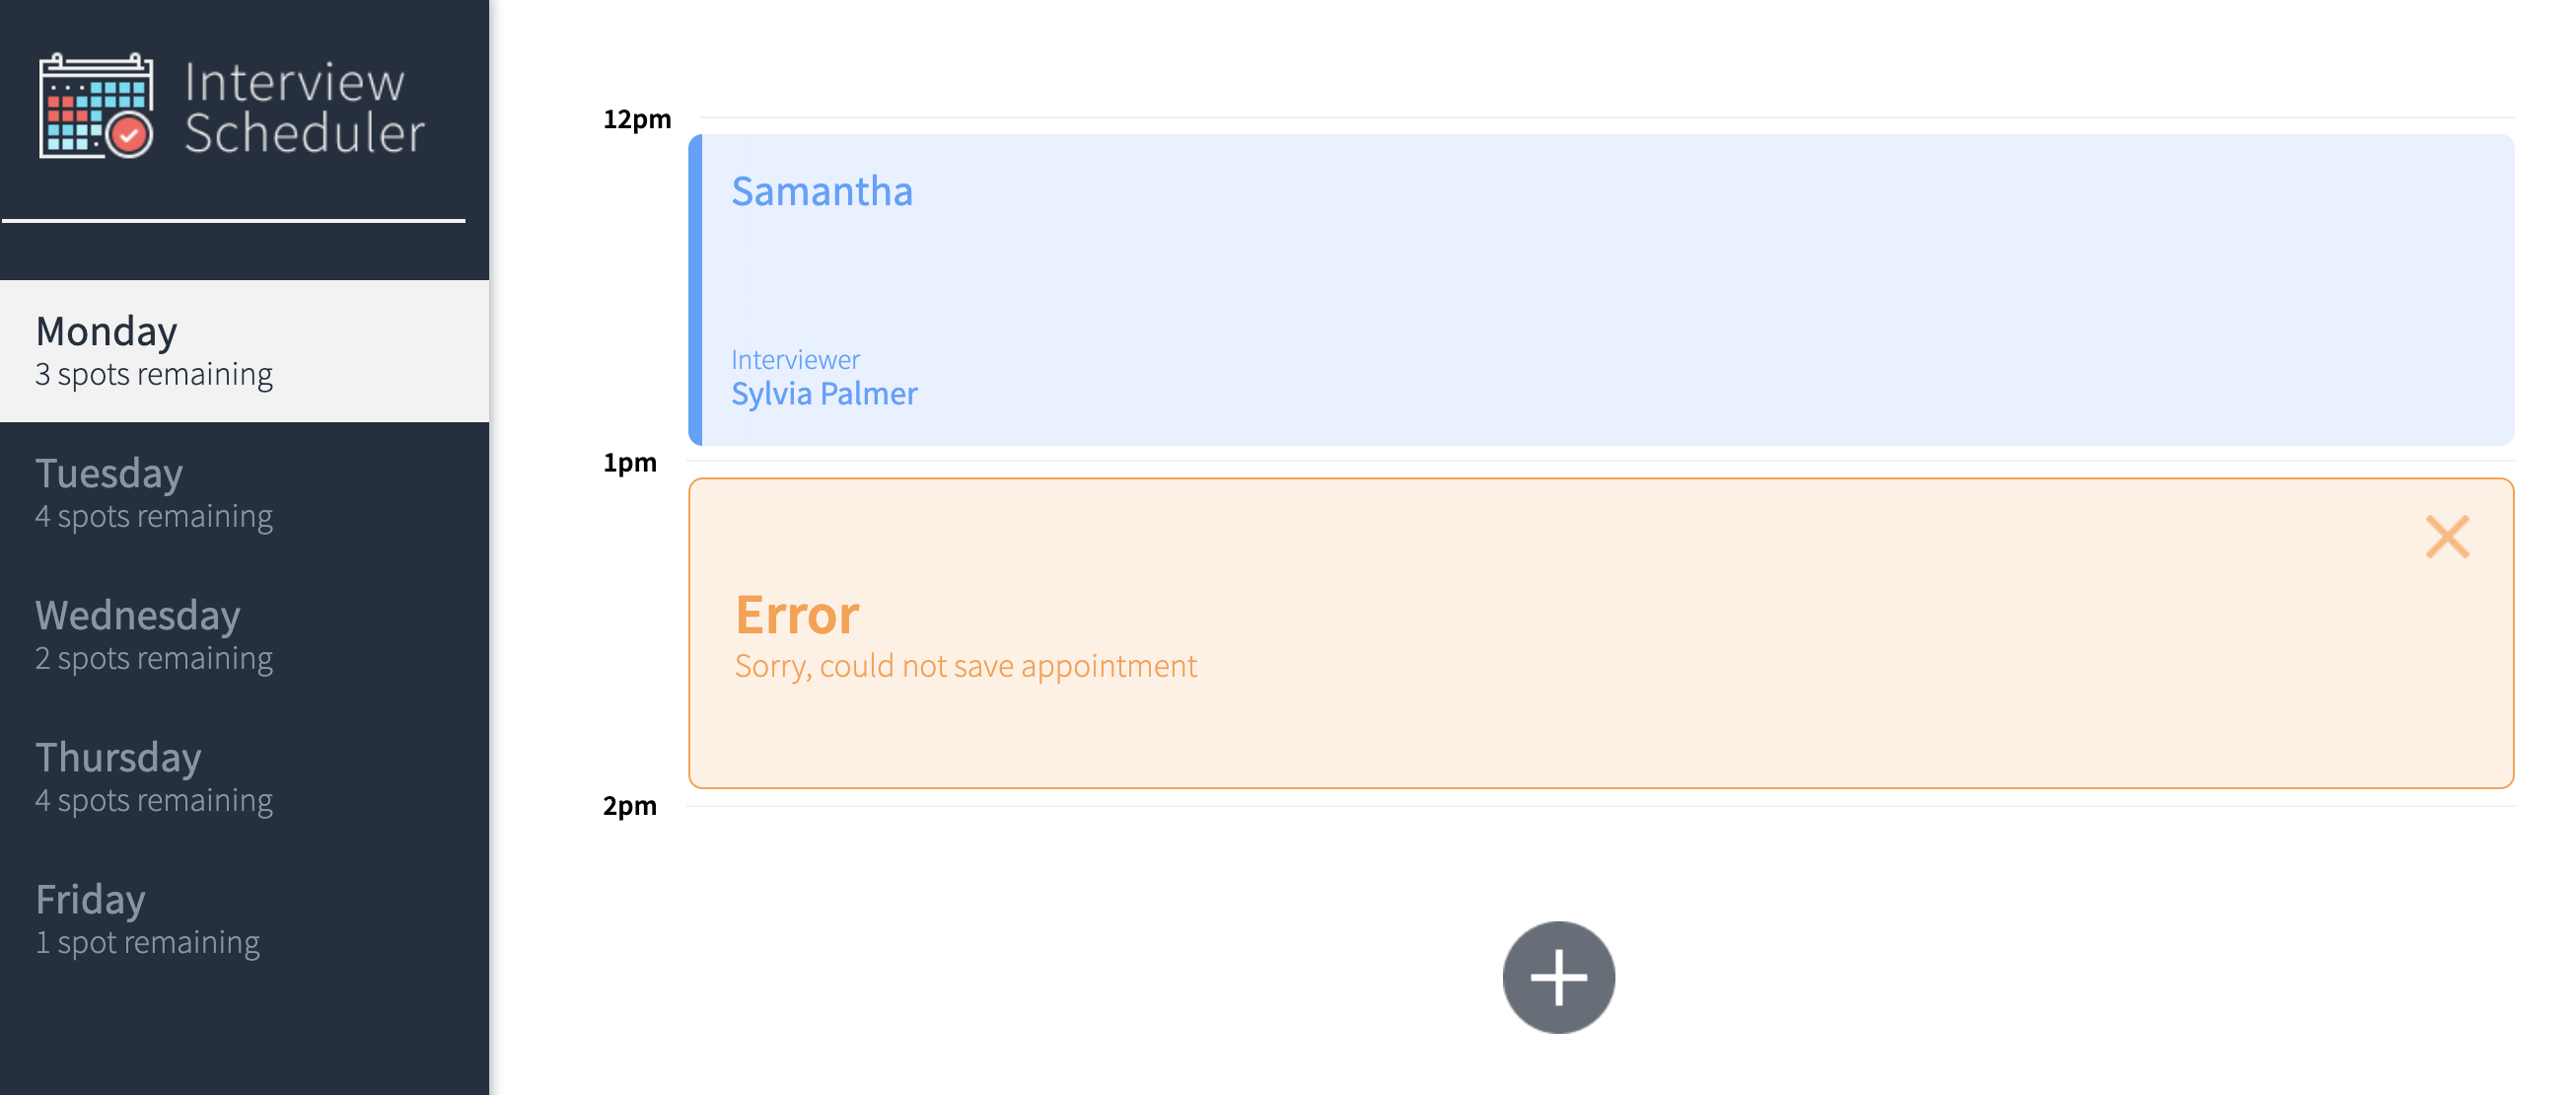 Interview
Scheduler
Monday
3 spots remaining
Tuesday
4 spots remaining
Wednesday
2 spots remaining
Thursday
4 spots remaining
Friday
1 spot remaining
12pm
Samantha
Interviewer
Sylvia Palmer
1pm
Error
Sorry, could not save appointment
2pm